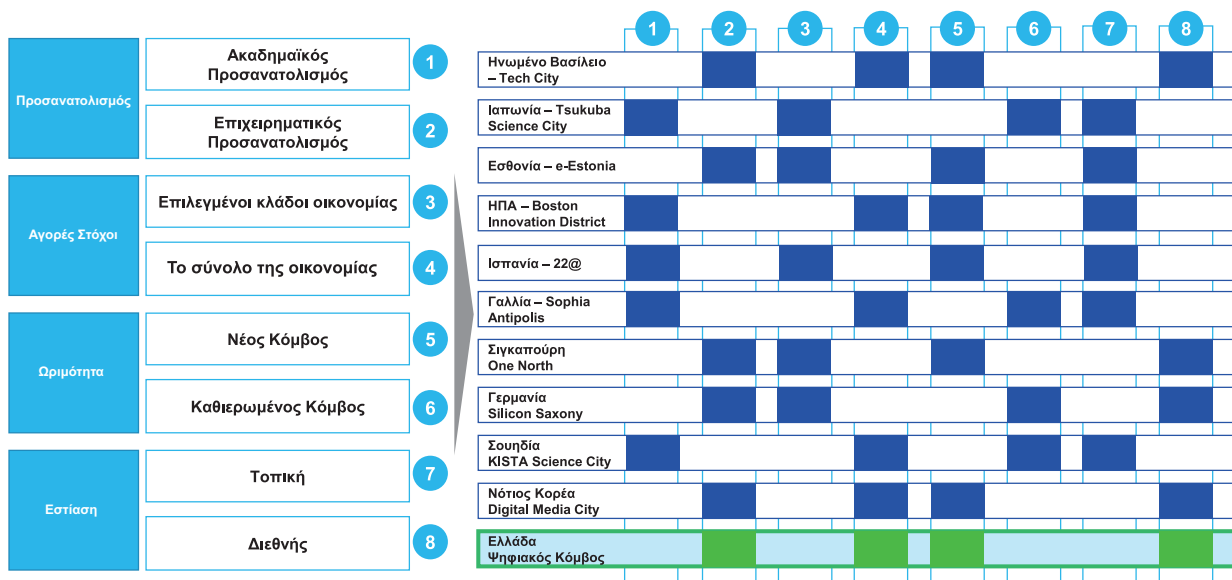 Προσανατολισμός
Ακαδημαϊκός
Προσανατολισμός
1
Επιχειρηματικός
Προσανατολισμός
2
Αγορές Στόχοι
Επιλεγμένοι κλάδοι οικονομίας
3
Το σύνολο της οικονομίας
4
Ωριμότητα
Νέος Κόμβος
5
Καθιερωμένος Κόμβος
6
Εστίαση
Τοπική
7
Διεθνής
8
1 2 3 4 5 6 7 8
Ηνωμένο Βασίλειο
– Tech City
Ιαπωνία – Tsukuba
Science City
Εσθονία – e-Estonia
ΗΠΑ – Boston
Innovation District
Ισπανία – 22@
Γαλλία – Sophia
Antipolis
Σιγκαπούρη
One North
Γερμανία
Silicon Saxony
Σουηδία
KISTA Science City
Νότιος Κορέα
Digital Media City
Ελλάδα
Ψηφιακός Κόμβος